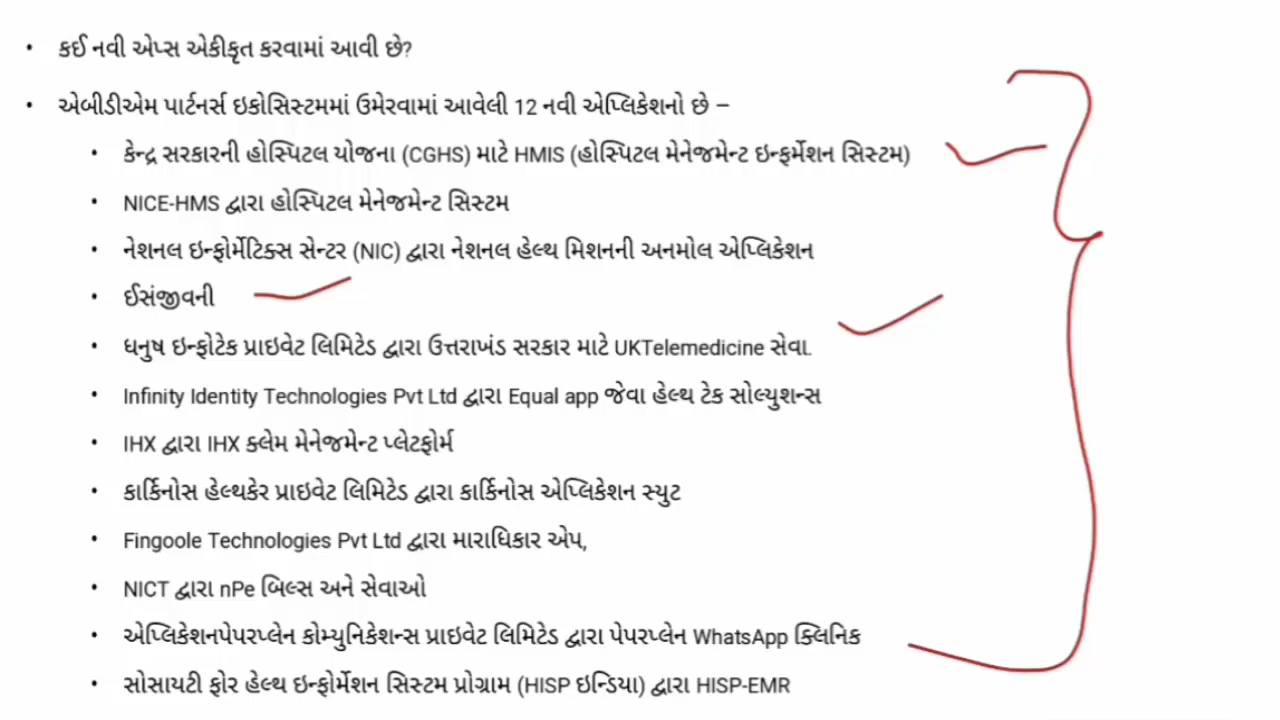 • કઈ નવી એપ્સ એકીકૃત કરવામાં આવી છે?
• એબીડીએમ પાર્ટનર્સ ઇકોસિસ્ટમમાં ઉમેરવામાં આવેલી 12 નવી એપ્લિકેશનો છે –
• કેન્દ્ર સરકારની હોસ્પિટલ યોજના (CGHS) માટે HMIS (હોસ્પિટલ મેનેજમેન્ટ ઇન્ફર્મેશન સિસ્ટમ)
• NICE-HMS દ્વારા હોસ્પિટલ મેનેજમેન્ટ સિસ્ટમ
• નેશનલ ઇન્ફોર્મેટિક્સ સેન્ટર (NIC) દ્વારા નેશનલ હેલ્થ મિશનની અનમોલ એપ્લિકેશન
• ઈસંજીવની
• ધનુષ ઇન્ફોટેક પ્રાઇવેટ લિમિટેડ દ્વારા ઉત્તરાખંડ સરકાર માટે UKTelemedicine સેવા.
• Infinity Identity Technologies Pvt Ltd દ્વારા Equal app જેવા હેલ્થ ટેક સોલ્યુશન્સ
• IHX દ્વારા IHX ક્લેમ મેનેજમેન્ટ પ્લેટફોર્મ
• કાર્કિનોસ હેલ્થકેર પ્રાઇવેટ લિમિટેડ દ્વારા કાર્કિનોસ એપ્લિકેશન સ્યુટ
• Fingoole Technologies Pvt Ltd દ્વારા મારાધિકાર એપ,
• NICT દ્વારા nPe બિલ્સ અને સેવાઓ
• એપ્લિકેશનપેપરપ્લેન કોમ્યુનિકેશન્સ પ્રાઇવેટ લિમિટેડ દ્વારા પેપરપ્લેન WhatsApp ક્લિનિક
• સોસાયટી ફોર હેલ્થ ઇન્ફોર્મેશન સિસ્ટમ પ્રોગ્રામ (HISP ઇન્ડિયા) દ્વારા HISP-EMR